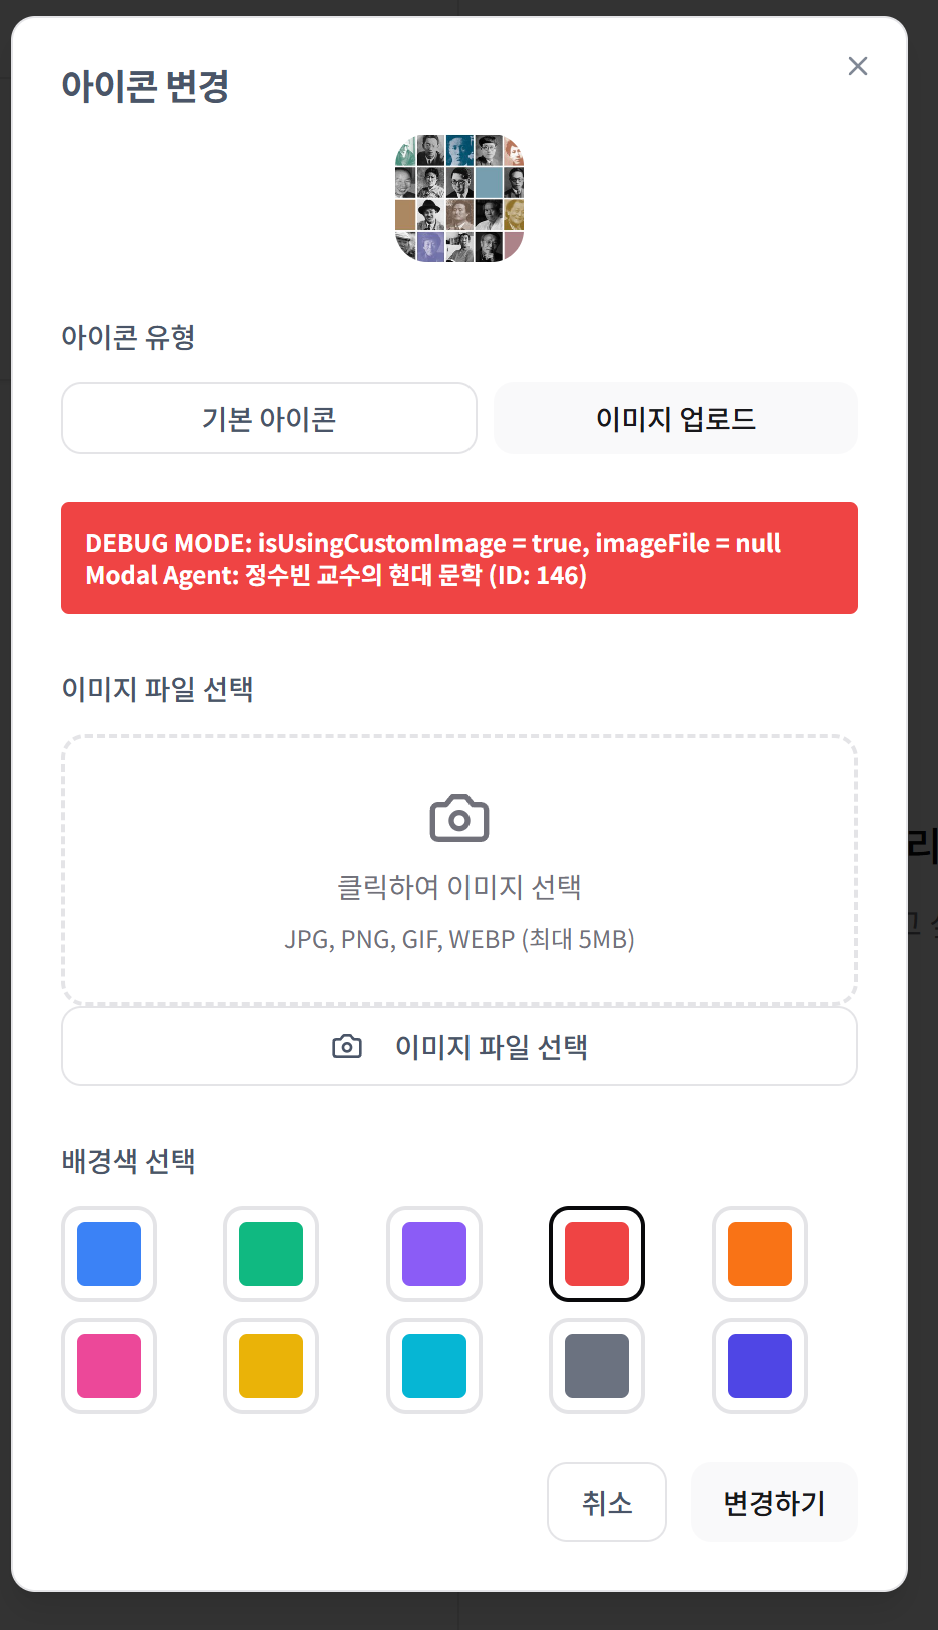 아이콘 변경
아이콘 유형
기본 아이콘
이미지 업로드
DEBUG MODE: isUsingCustomImage = true, imageFile = null
Modal Agent: 정수빈 교수의 현대 문학 (ID: 146)
이미지 파일 선택
클릭하여 이미지 선택
JPG, PNG, GIF, WEBP (최대 5MB)
이미지 파일 선택
배경색 선택
취소
변경하기